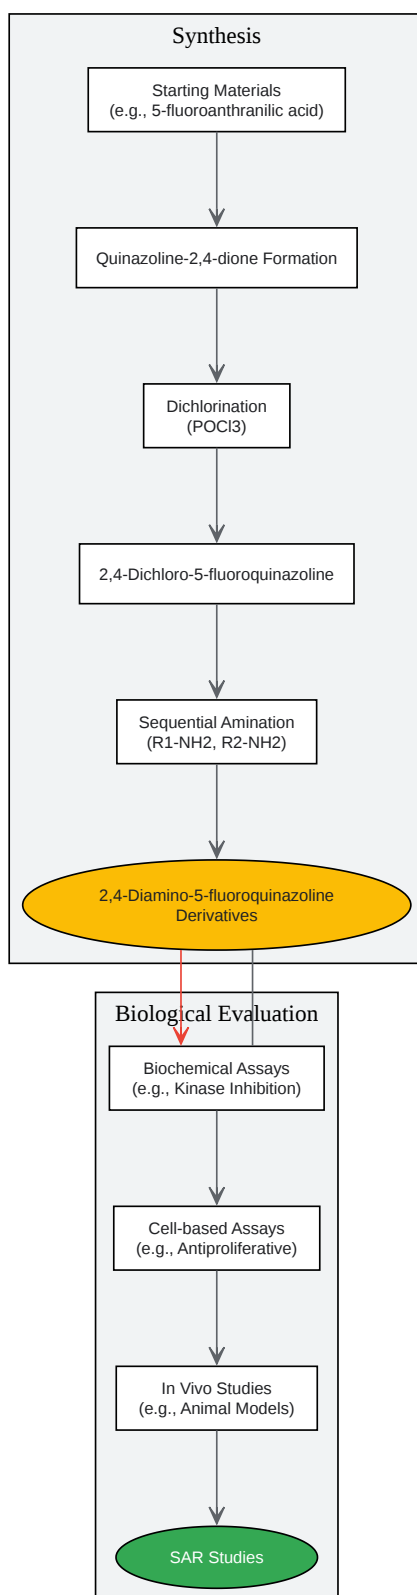 Synthesis
Starting Materials
(e.g., 5-fluoroanthranilic acid)
Quinazoline-2,4-dione Formation
Dichlorination
(POCl3)
2,4-Dichloro-5-fluoroquinazoline
Sequential Amination
(R1-NH2, R2-NH2)
2,4-Diamino-5-fluoroquinazoline
Derivatives
Biological Evaluation
Biochemical Assays
(e.g., Kinase Inhibition)
Cell-based Assays
(e.g., Antiproliferative)
In Vivo Studies
(e.g., Animal Models)
SAR Studies